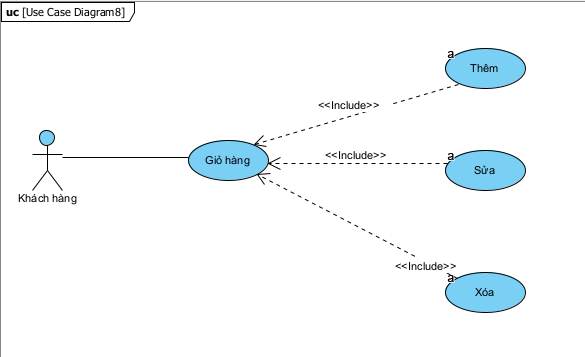 uc [Use Case Diagram8]
a
Thêm
<<Include>>
Giỏ hàng
<<Include>>
a
Sửa
Khách hàng
<<Include>>
a
Xóa